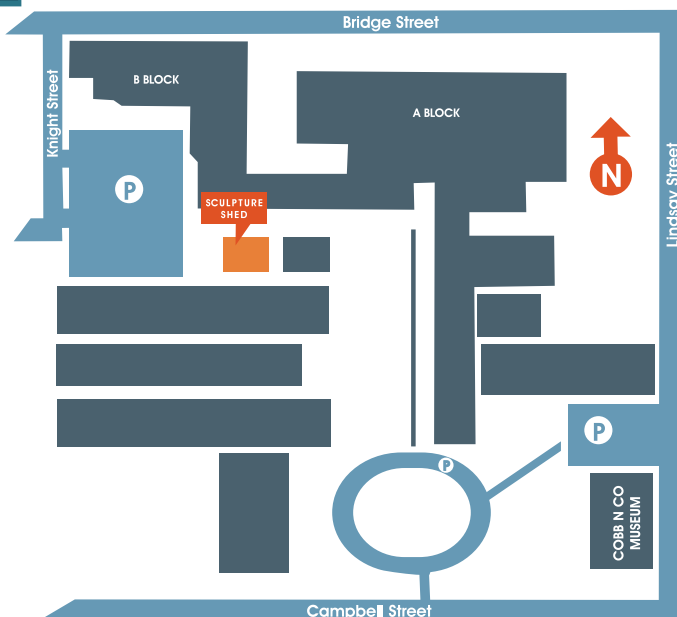 Bridge Street
Knight Street
B BLOCK
A BLOCK
N
Lindsay Street
P
SCULPTURE
SHED
P
P
COBB N CO
MUSEUM
Campbell Street